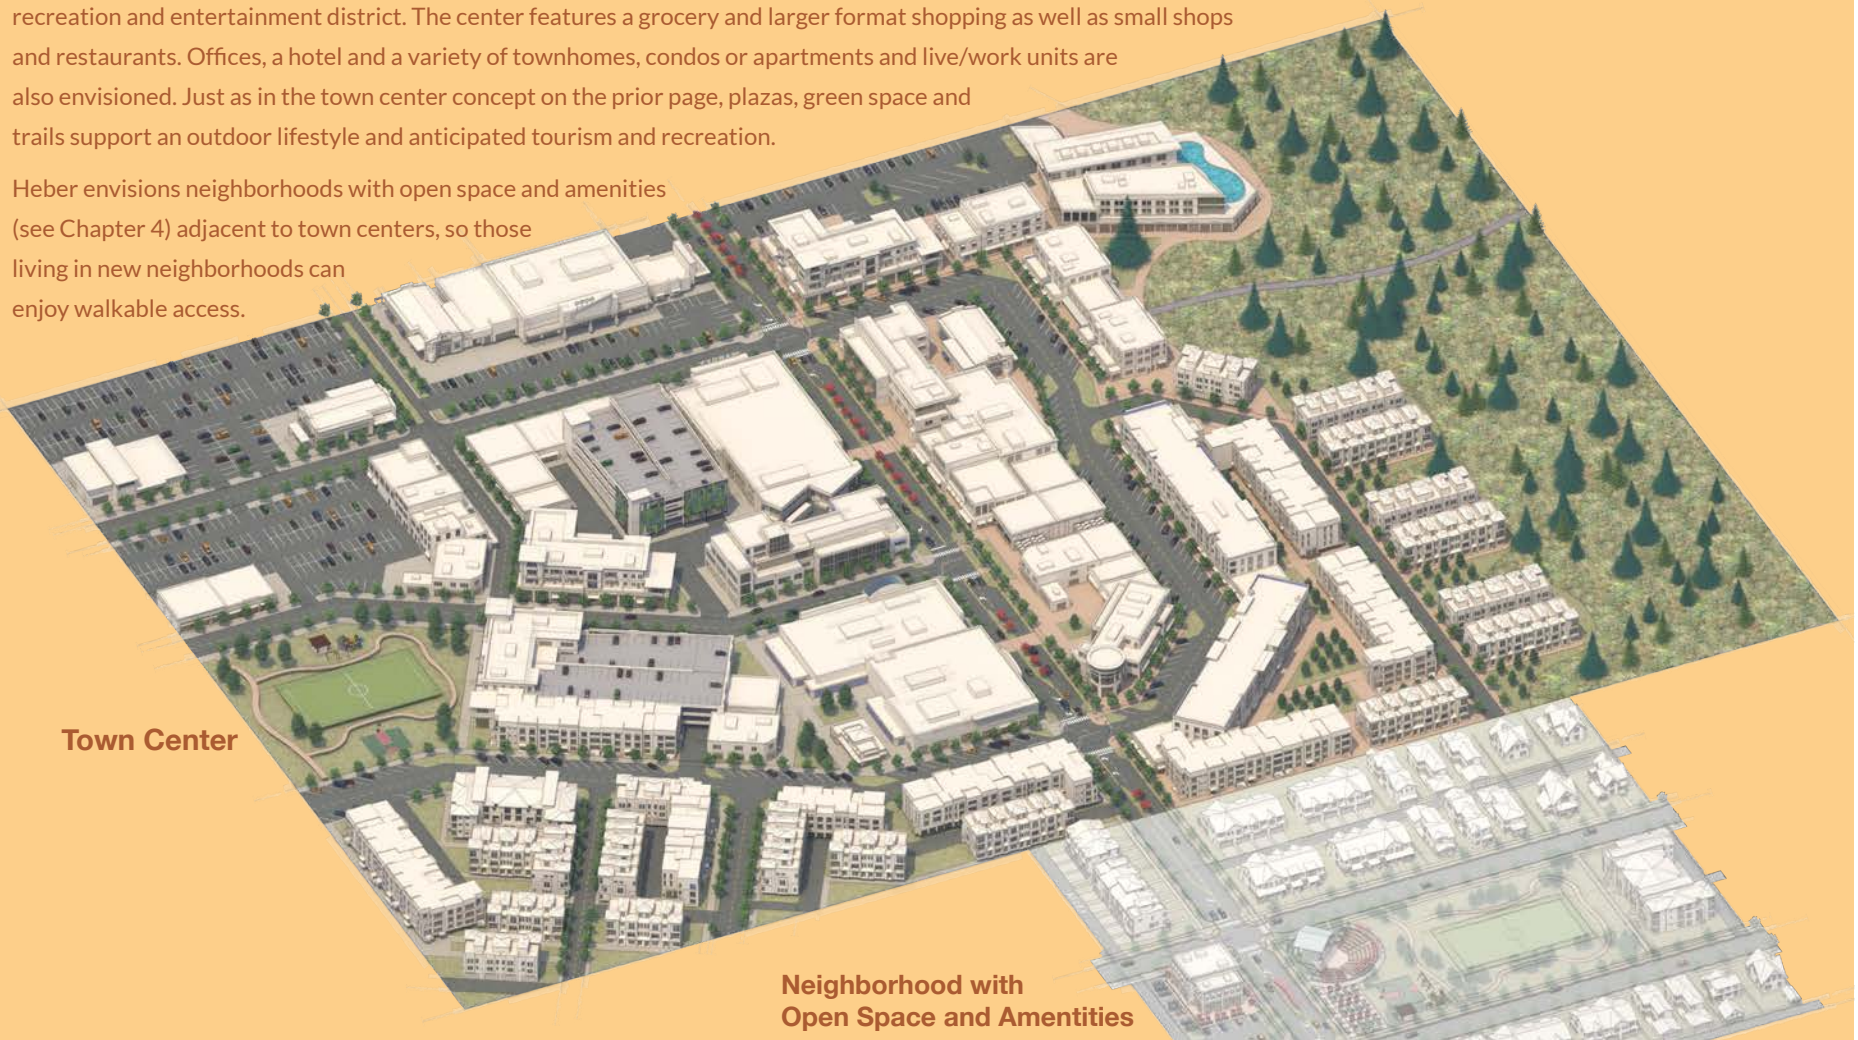 recreation and entertainment district. The center features a grocery and larger format shopping as well as small shops
and restaurants. Offices, a hotel and a variety of townhomes, condos or apartments and live/work units are
also envisioned. Just as in the town center concept on the prior page, plazas, green space and
trails support an outdoor lifestyle and anticipated tourism and recreation.
Heber envisions neighborhoods with open space and amenities
(see Chapter 4) adjacent to town centers, so those
living in new neighborhoods can
enjoy walkable access.
Town Center
Neighborhood with
Open Space and Amentities